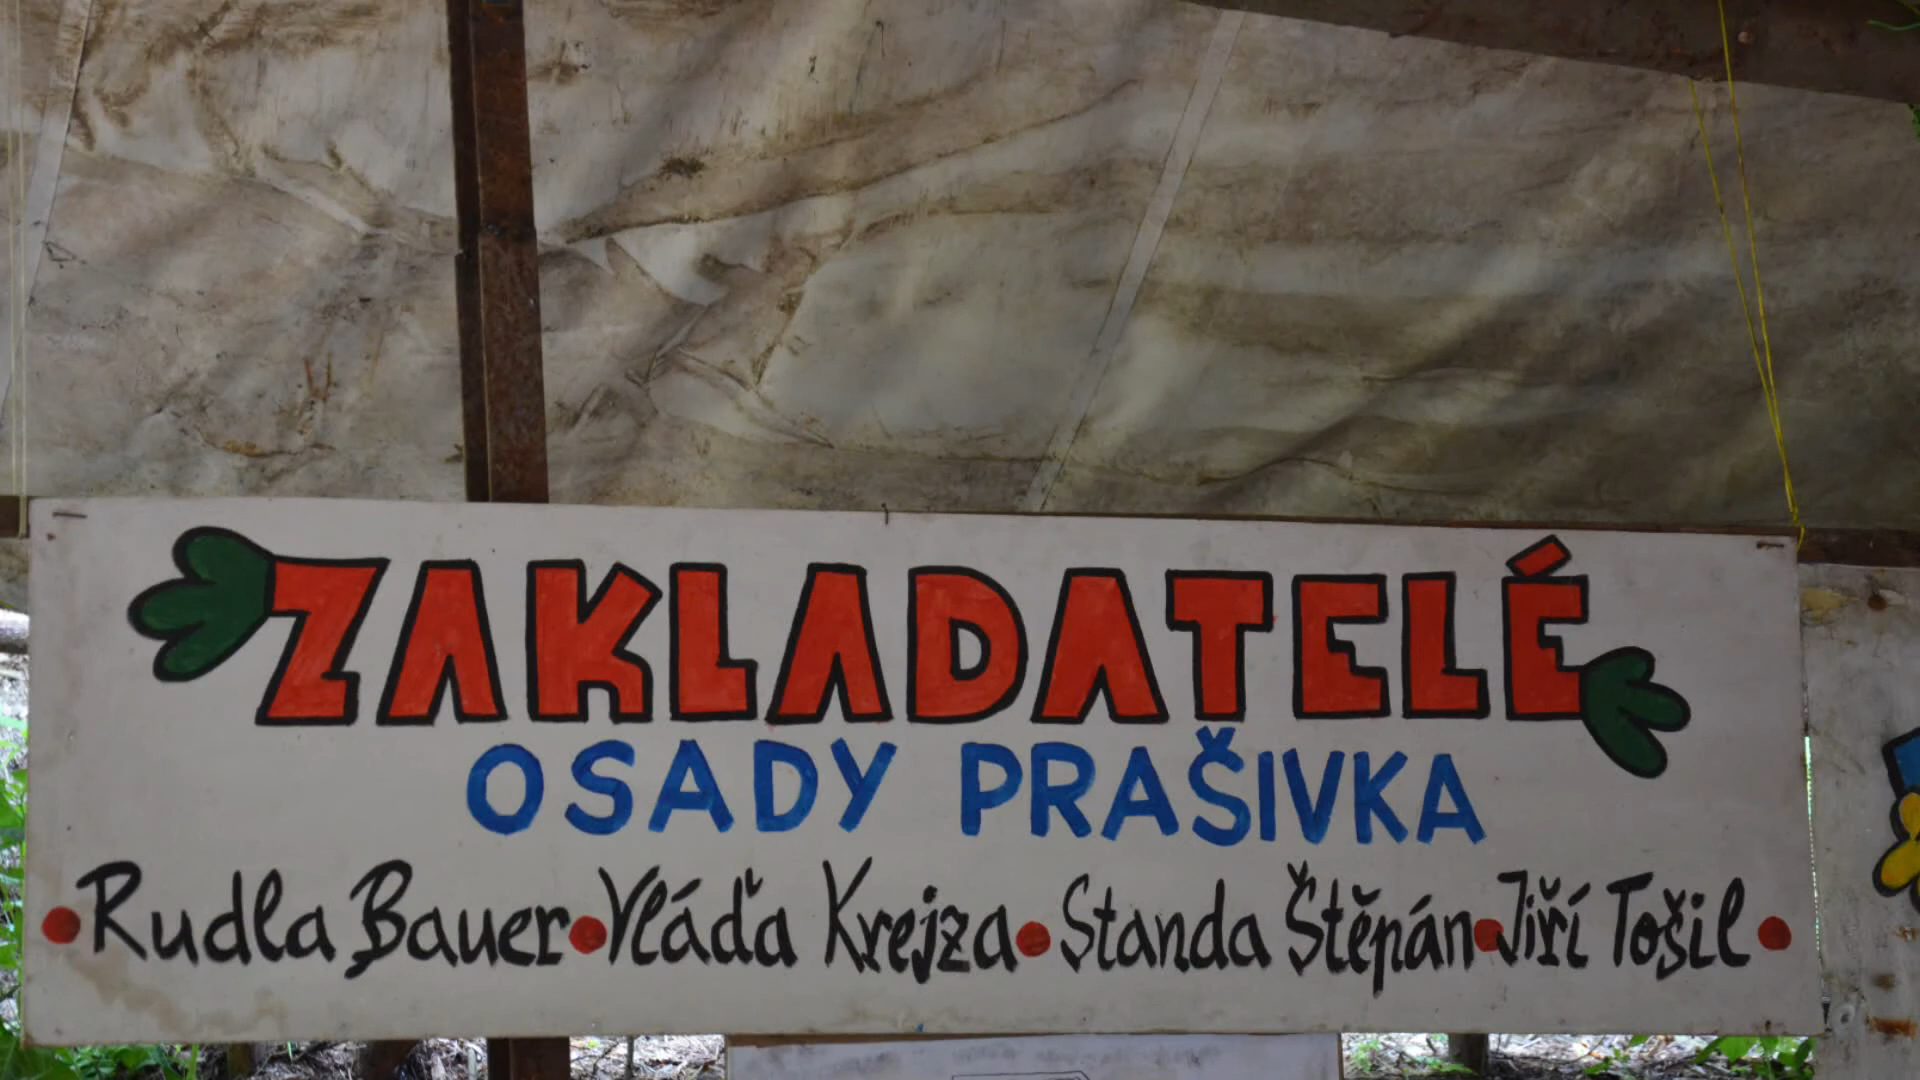 ZAKLADATELÉ
OSADY PRAŠIVKA
• Rudla Bauer • Vláďa Krejza • Standa Štěpán • Jiří Tošil •